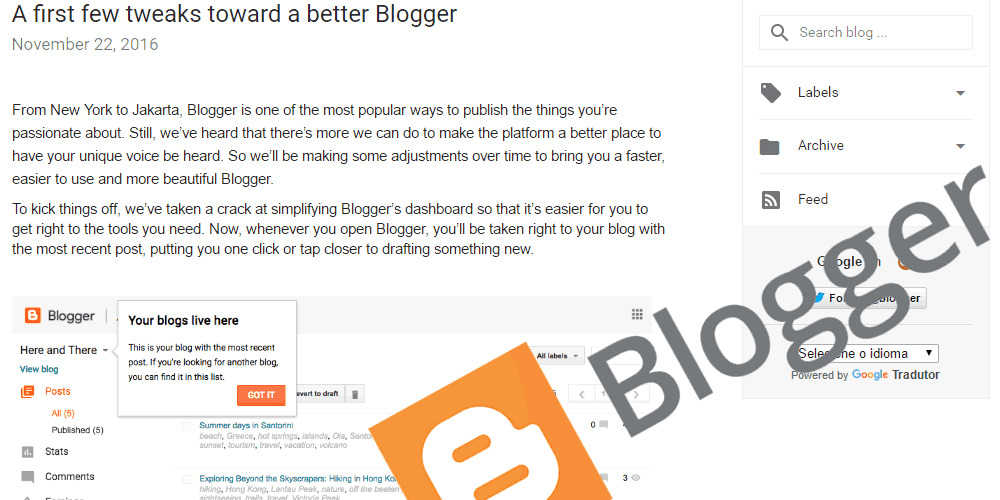 A first few tweaks toward a better Blogger
November 22, 2016
From New York to Jakarta, Blogger is one of the most popular ways to publish the things you're
passionate about. Still, we've heard that there's more we can do to make the platform a better place to
have your unique voice be heard. So we'll be making some adjustments over time to bring you a faster,
easier to use and more beautiful Blogger.
To kick things off, we've taken a crack at simplifying Blogger's dashboard so that it's easier for you to
get right to the tools you need. Now, whenever you open Blogger, you'll be taken right to your blog with
the most recent post, putting you one click or tap closer to drafting something new.
Blogger
Here and There
View blog
Posts
All (5)
Published (5)
Stats
Comments
Your blogs live here
This is your blog with the most recent
post. If you're looking for another blog,
you can find it in this list.
GOT IT
All labels
revert to draft
Summer days in Santorini
0
beach, Greece, hot springs, islands, Oia,
sunset, tourism, travel, vacation, volcano
Exploring Beyond the Skyscrapers: Hiking in Hong
3
hiking, Hong Kong, Lantau Peak, nature, off the beaten
sightseeing, trails, travel, Victoria Peak
Search blog ...
Labels
Archive
Feed
Google
@blogger
Selecione o idioma
Powered by Google Tradutor
Blogger